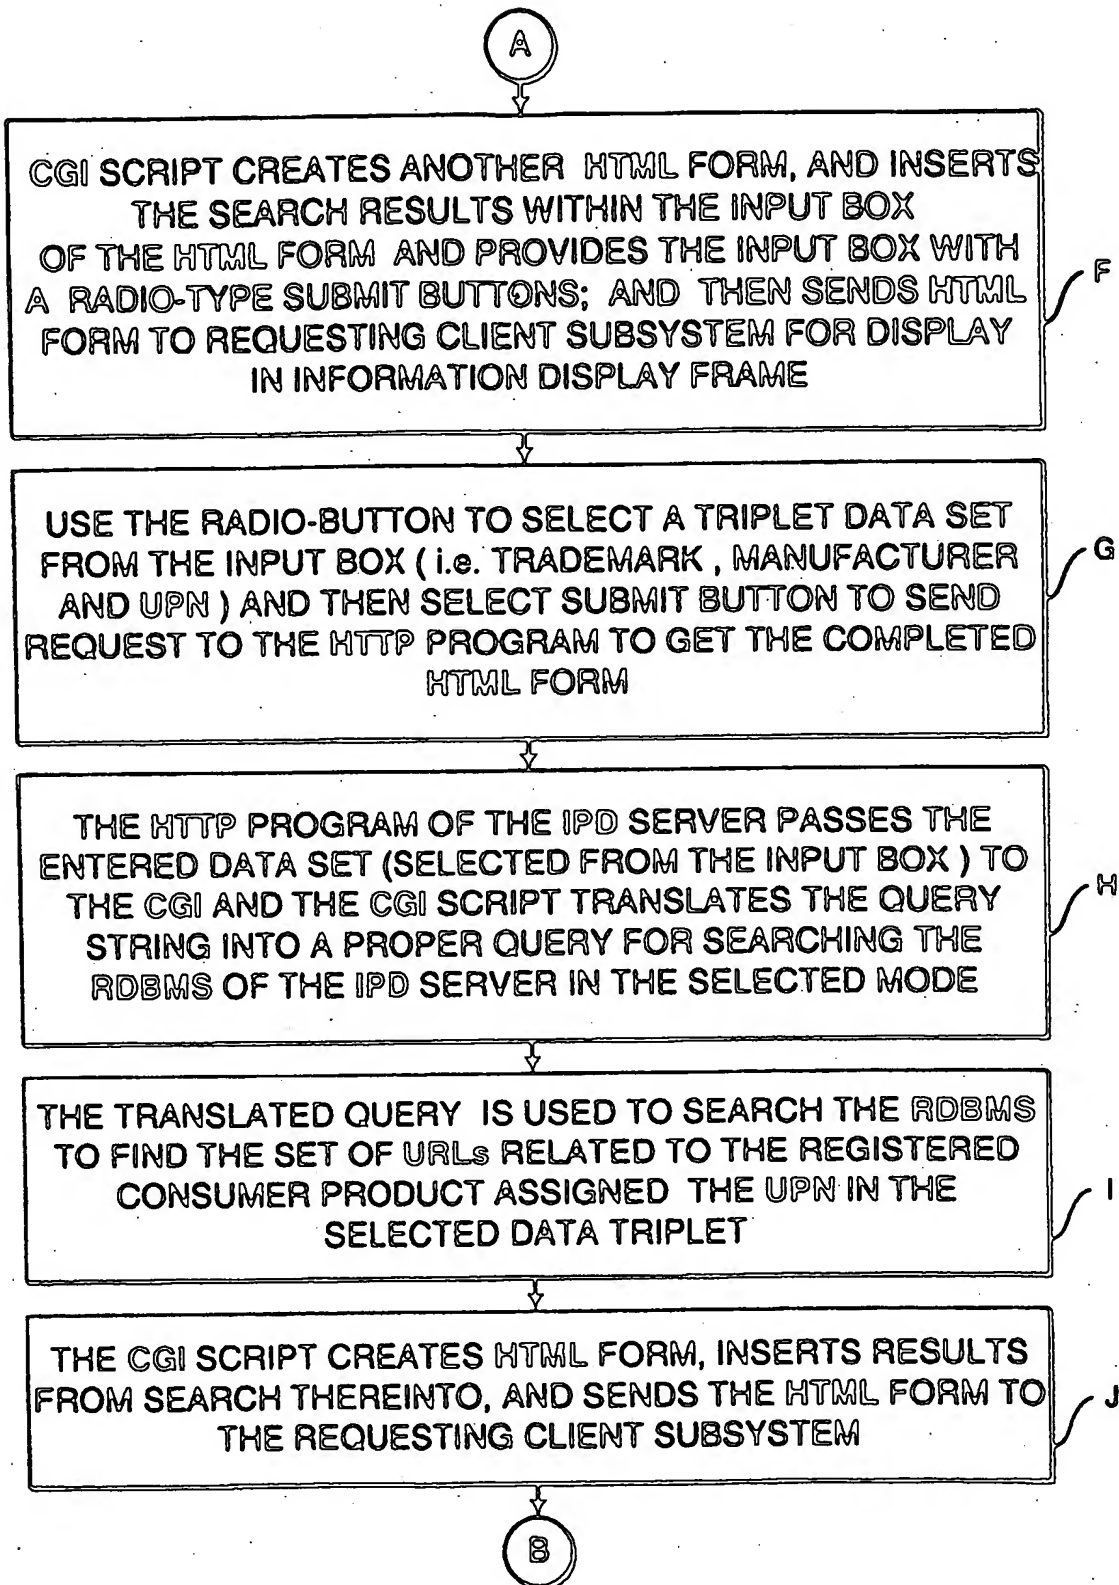 A
CGI SCRIPT CREATES ANOTHER HTML FORM, AND INSERTS
THE SEARCH RESULTS WITHIN THE INPUT BOX
OF THE HTML FORM AND PROVIDES THE INPUT BOX WITH
A RADIO-TYPE SUBMIT BUTTONS; AND THEN SENDS HTML
FORM TO REQUESTING CLIENT SUBSYSTEM FOR DISPLAY
IN INFORMATION DISPLAY FRAME
F
USE THE RADIO-BUTTON TO SELECT A TRIPLET DATA SET
FROM THE INPUT BOX ( i.e. TRADEMARK , MANUFACTURER
AND UPN ) AND THEN SELECT SUBMIT BUTTON TO SEND
REQUEST TO THE HTTP PROGRAM TO GET THE COMPLETED
HTML FORM
G
THE HTTP PROGRAM OF THE IPD SERVER PASSES THE
ENTERED DATA SET (SELECTED FROM THE INPUT BOX ) TO
THE CGI AND THE CGI SCRIPT TRANSLATES THE QUERY
STRING INTO A PROPER QUERY FOR SEARCHING THE
RDBMS OF THE IPD SERVER IN THE SELECTED MODE
H
THE TRANSLATED QUERY IS USED TO SEARCH THE RDBMS
TO FIND THE SET OF URLs RELATED TO THE REGISTERED
CONSUMER PRODUCT ASSIGNED THE UPN IN THE
SELECTED DATA TRIPLET
I
THE CGI SCRIPT CREATES HTML FORM, INSERTS RESULTS
FROM SEARCH THEREINTO, AND SENDS THE HTML FORM TO
THE REQUESTING CLIENT SUBSYSTEM
J
B